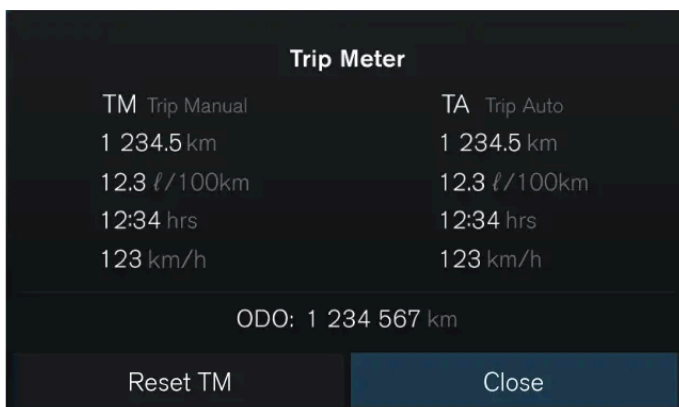 Trip Meter
TM Trip Manual
1 234.5 km
12.3 ℓ/100km
12:34 hrs
123 km/h
TA Trip Auto
1 234.5 km
12.3 ℓ/100km
12:34 hrs
123 km/h
ODO: 1 234 567 km
Reset TM
Close